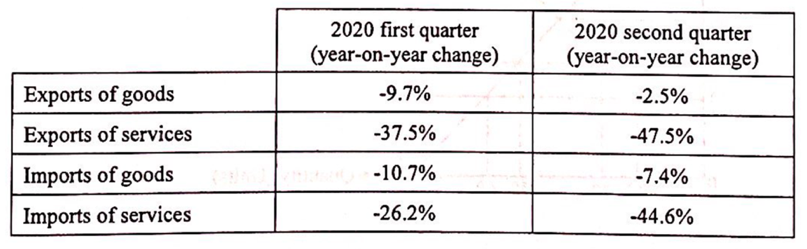 2020 first quarter
(year-on-year change)
2020 second quarter
(year-on-year change)
Exports of goods -9.7% -2.5%
Exports of services -37.5% -47.5%
Imports of goods -10.7% -7.4%
Imports of services -26.2% -44.6%